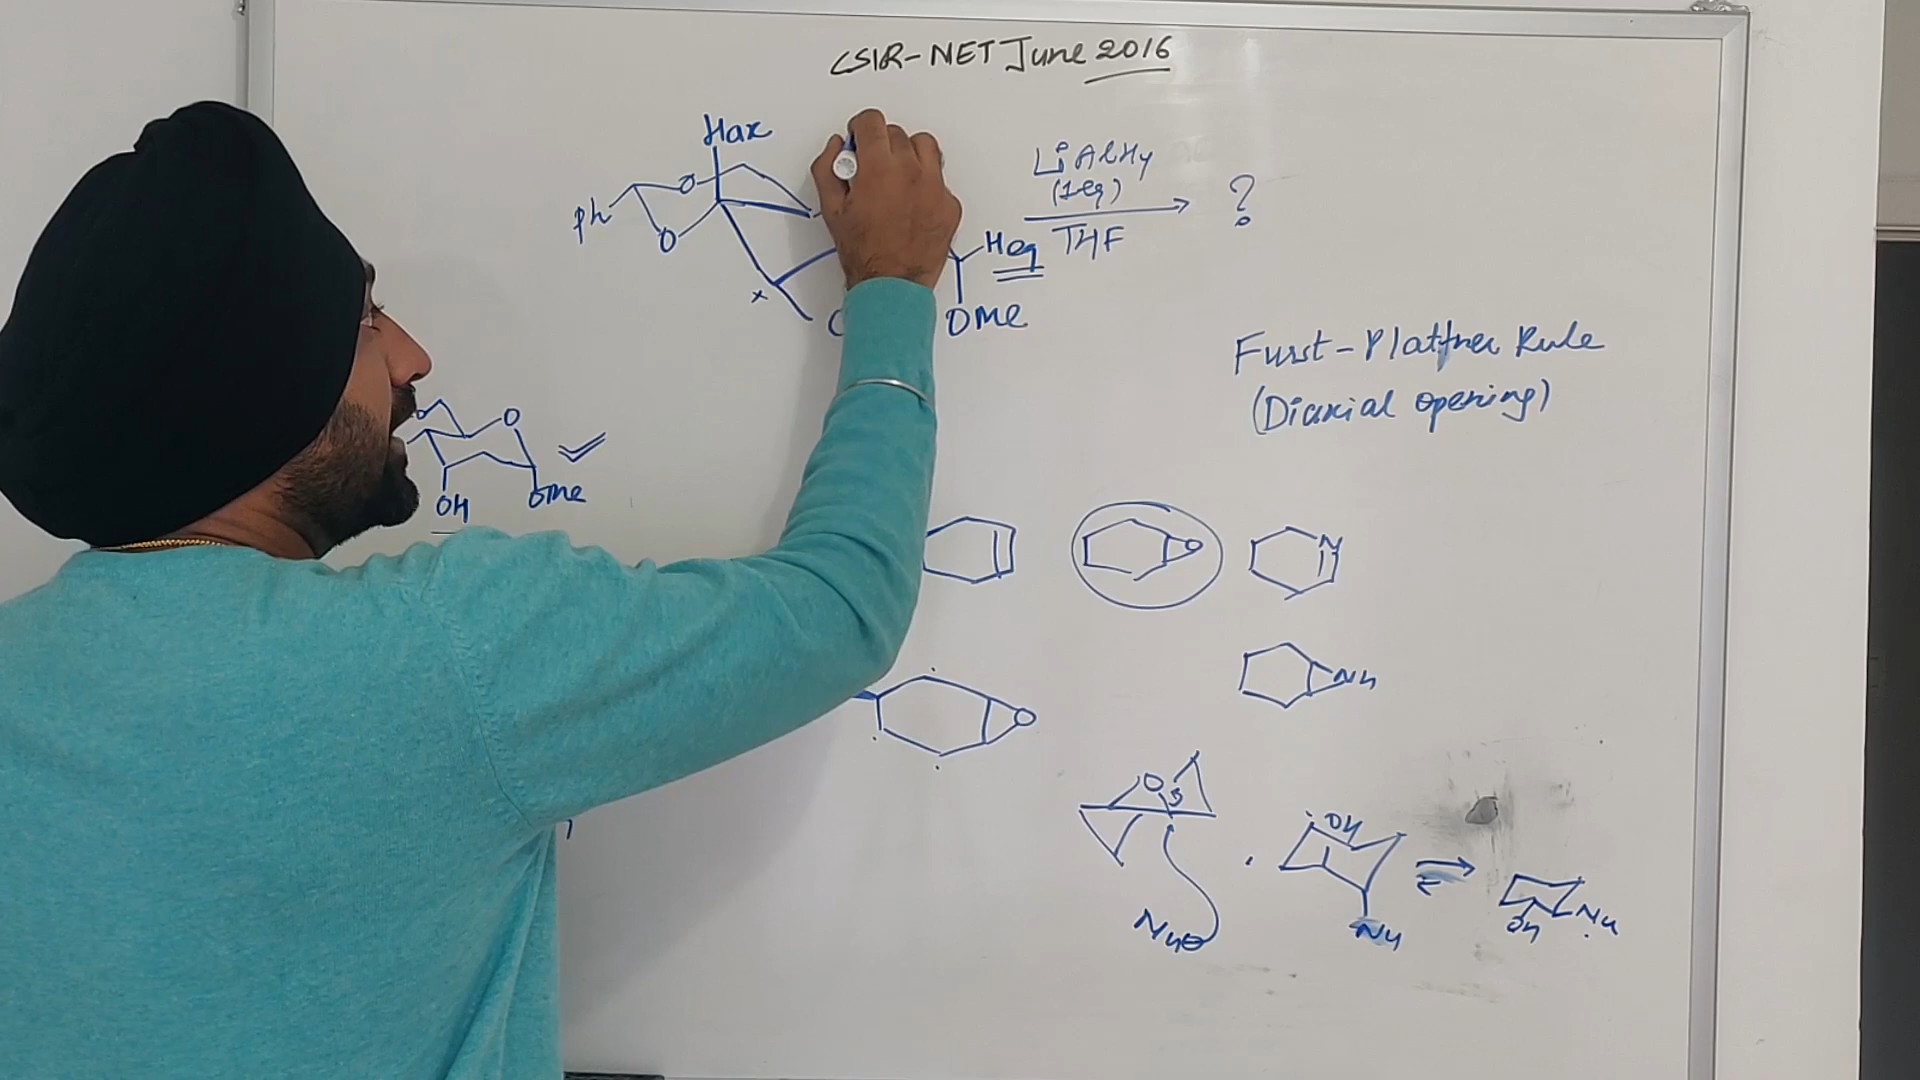 CSIR-NET June 2016
Hax
LiAlH4
(1eq)
THF
?
Ph
O
O
Heq
x
OMe
Furst-Plattner Rule
(Diaxial opening)
O
OH
OMe
O
N
NH
O
O
Nu⊖
OH
Nu
OH
Nu